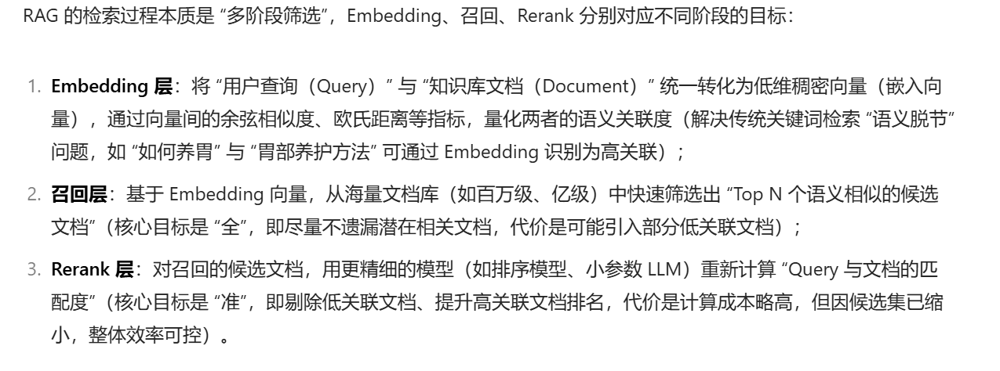 RAG 的检索过程本质是 “多阶段筛选”，Embedding、召回、Rerank 分别对应不同阶段的目标：
1. Embedding 层：将 “用户查询（Query）” 与 “知识库文档（Document）” 统一转化为低维稠密向量（嵌入向
量），通过向量间的余弦相似度、欧氏距离等指标，量化两者的语义关联度（解决传统关键词检索 “语义脱节”
问题，如 “如何养胃” 与 “胃部养护方法” 可通过 Embedding 识别为高关联）；
2. 召回层：基于 Embedding 向量，从海量文档库（如百万级、亿级）中快速筛选出 “Top N 个语义相似的候选
文档”（核心目标是 “全”，即尽量不遗漏潜在相关文档，代价是可能引入部分低关联文档）；
3. Rerank 层：对召回的候选文档，用更精细的模型（如排序模型、小参数 LLM）重新计算 “Query 与文档的匹
配度”（核心目标是 “准”，即剔除低关联文档、提升高关联文档排名，代价是计算成本略高，但因候选集已缩
小，整体效率可控）。